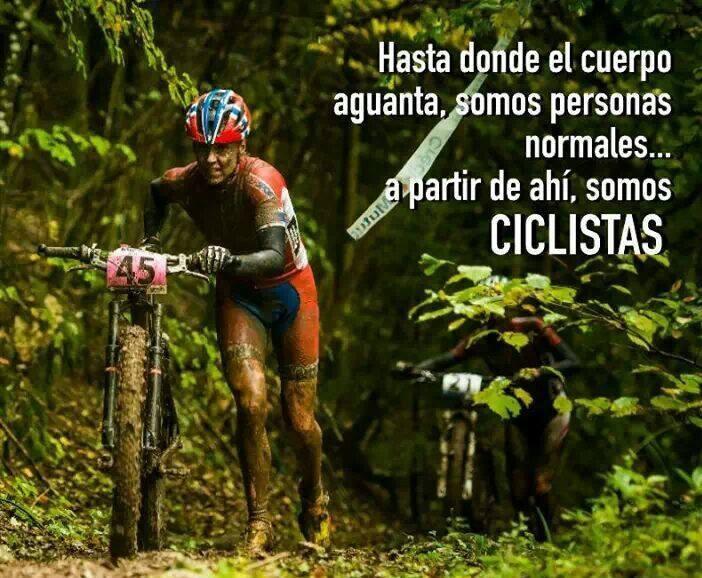 Hasta donde el cuerpo
aguanta, somos personas
normales...
a partir de ahí, somos
CICLISTAS
45
21